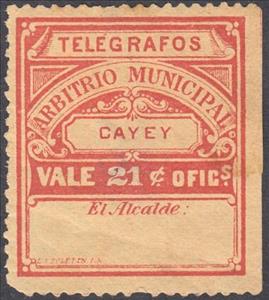 TELEGRAFOS
ARBITRIO MUNICIPAL
CAYEY
VALE 21 ¢ OFICS
El Alcalde: